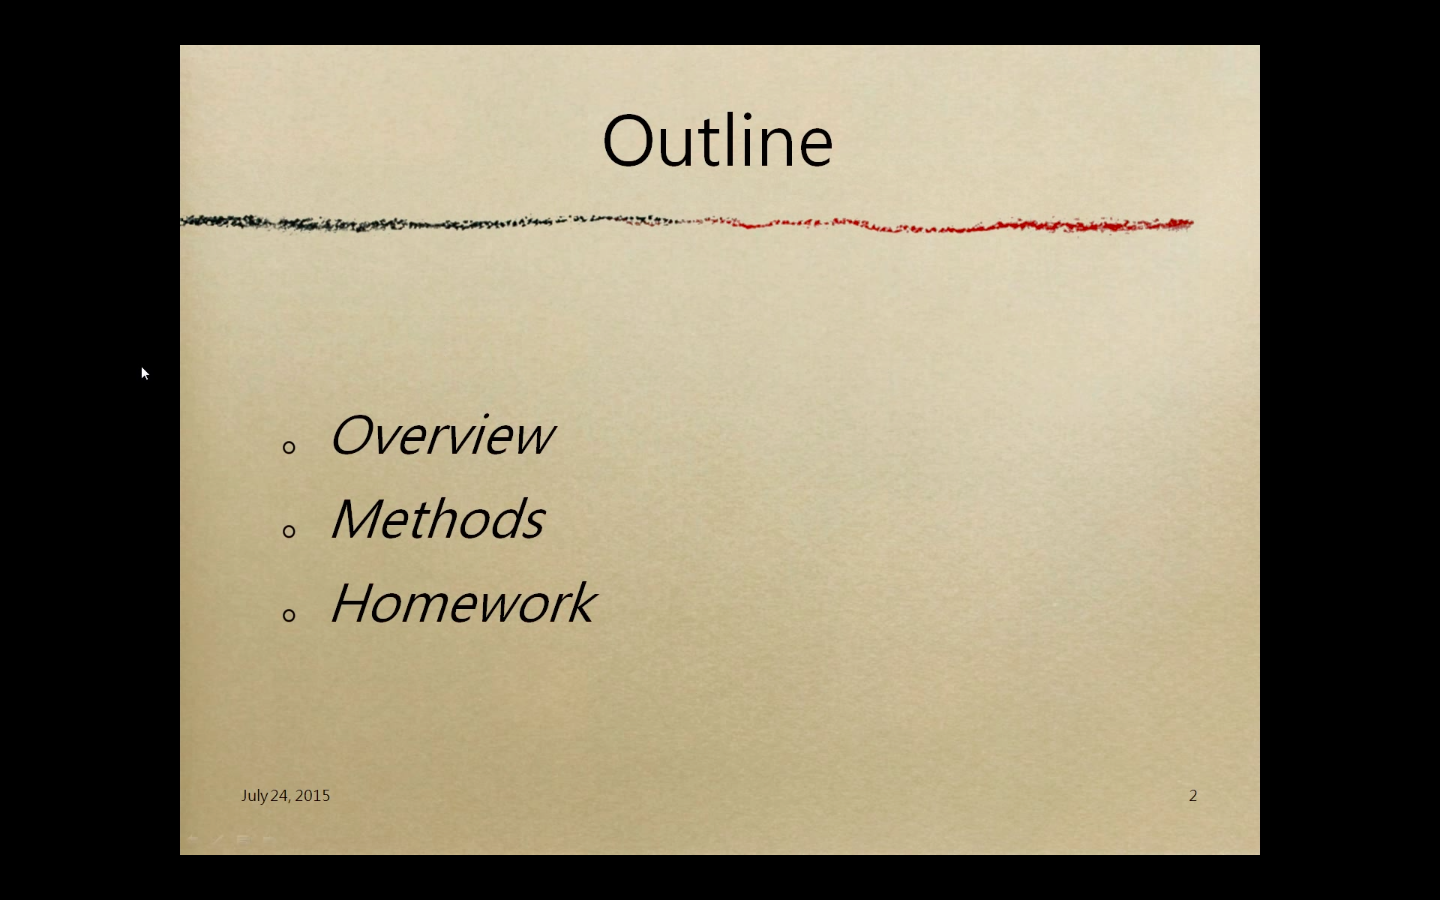 Outline
Overview
Methods
Homework
July 24, 2015
2